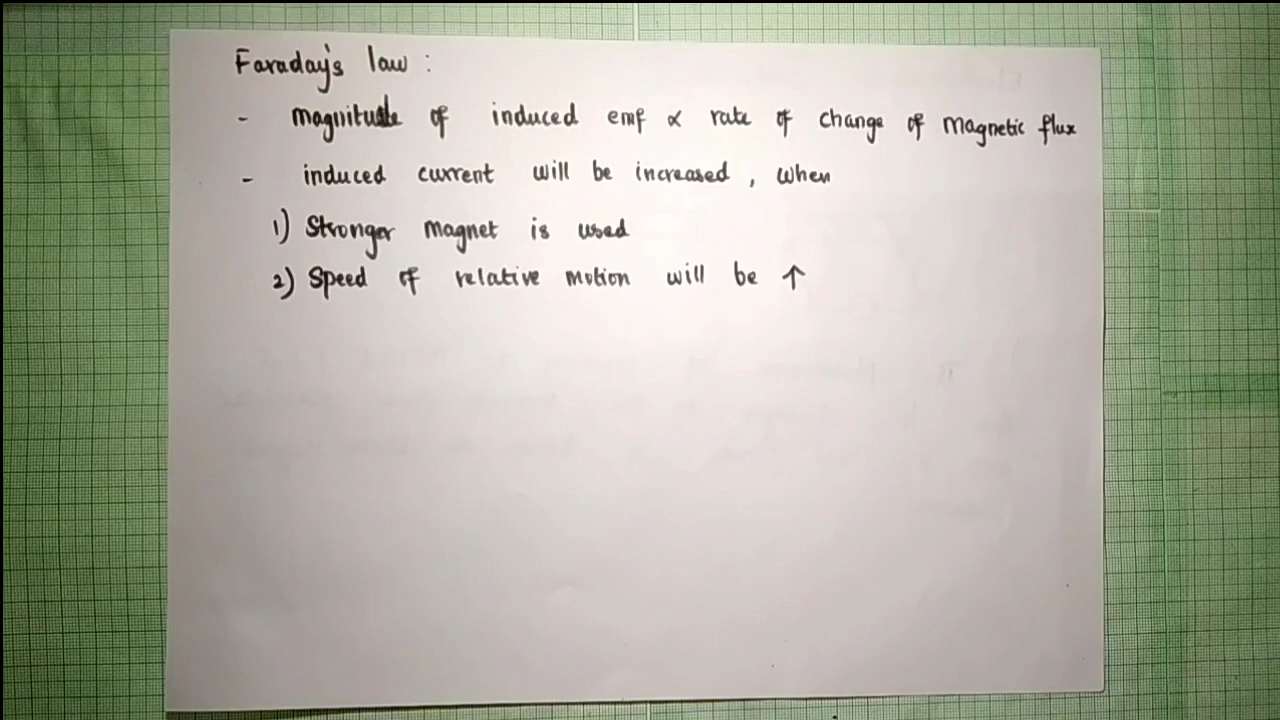 Faraday's law :
- magnitude of induced emf ∝ rate of change of magnetic flux
- induced current will be increased , when
1) Stronger magnet is used
2) Speed of relative motion will be ↑